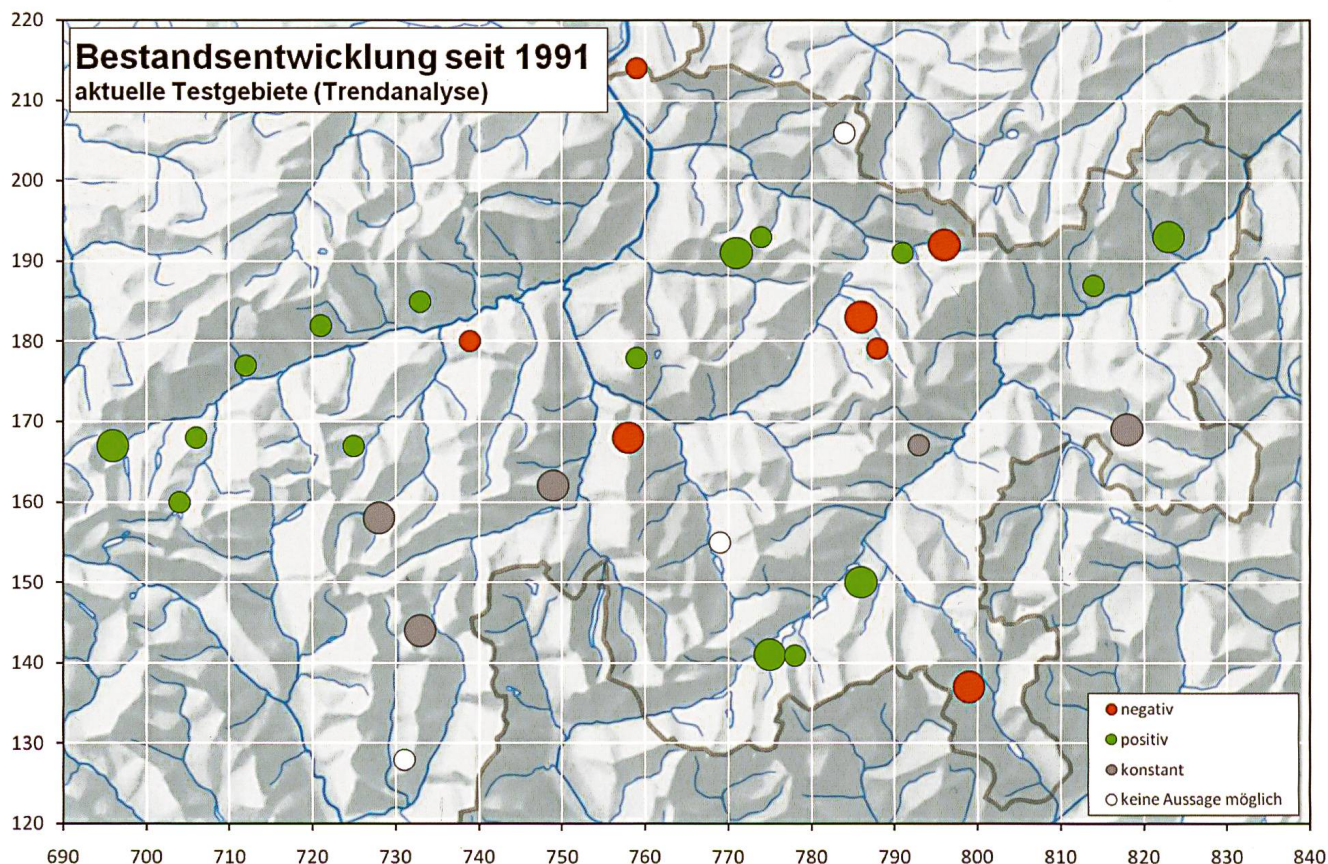 Bestandsentwicklung seit 1991
aktuelle Testgebiete (Trendanalyse)
220
210
200
190
180
170
160
150
140
130
120
negativ
positiv
konstant
keine Aussage möglich
690 700 710 720 730 740 750 760 770 780 790 800 810 820 830 840